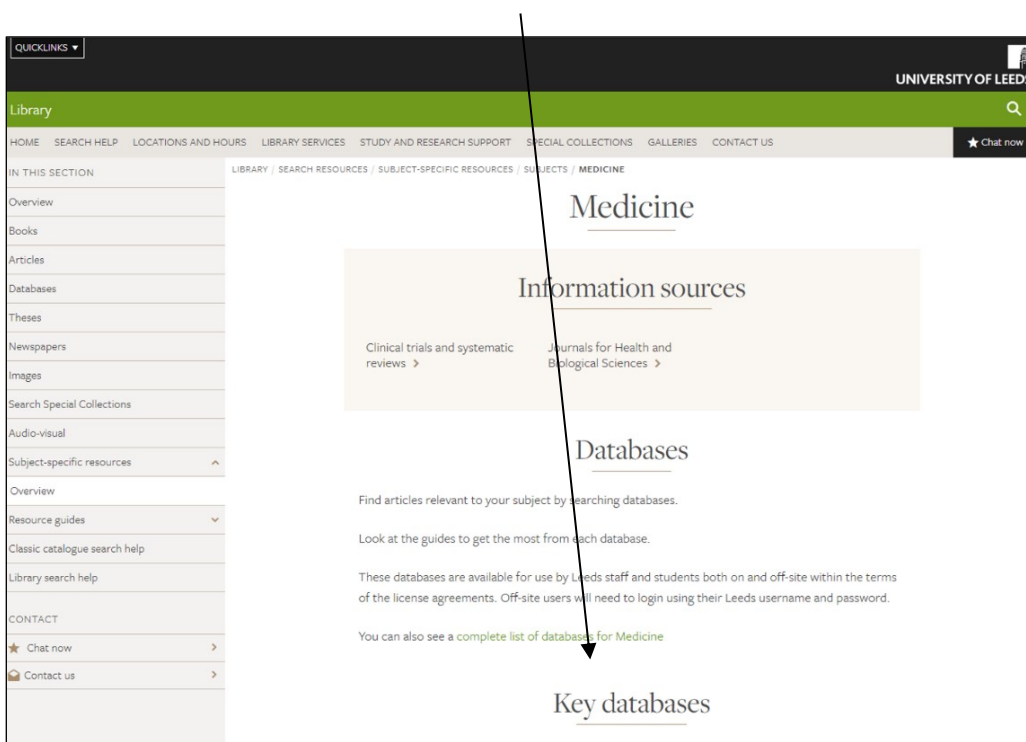 QUICKLINKS ▼
UNIVERSITY OF LEEDS
Library
HOME SEARCH HELP LOCATIONS AND HOURS LIBRARY SERVICES STUDY AND RESEARCH SUPPORT SPECIAL COLLECTIONS GALLERIES CONTACT US ★ Chat now
IN THIS SECTION
Overview
Books
Articles
Databases
Theses
Newspapers
Images
Search Special Collections
Audio-visual
Subject-specific resources
Overview
Resource guides
Classic catalogue search help
Library search help
CONTACT
Chat now
Contact us
LIBRARY / SEARCH RESOURCES / SUBJECT-SPECIFIC RESOURCES / SUBJECTS / MEDICINE
Medicine
Information sources
Clinical trials and systematic
reviews >
Journals for Health and
Biological Sciences >
Databases
Find articles relevant to your subject by searching databases.
Look at the guides to get the most from each database.
These databases are available for use by Leeds staff and students both on and off-site within the terms
of the license agreements. Off-site users will need to login using their Leeds username and password.
You can also see a complete list of databases for Medicine
Key databases